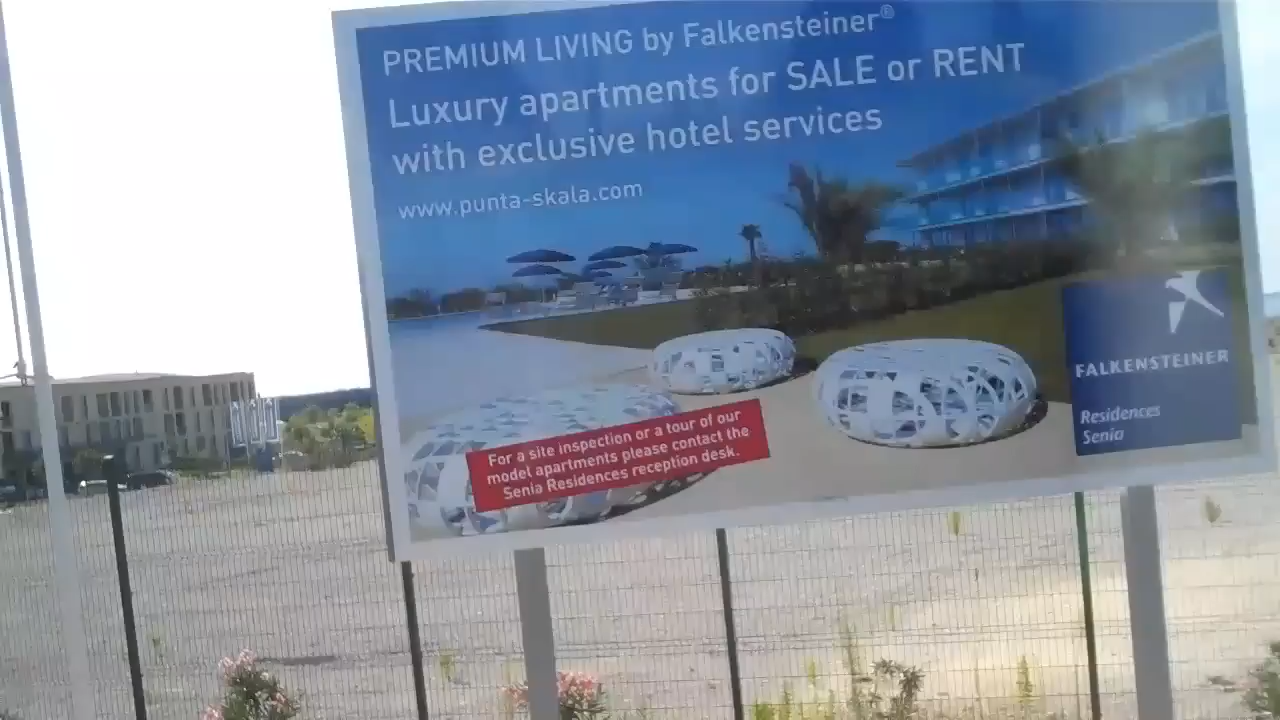 PREMIUM LIVING by Falkensteiner®
Luxury apartments for SALE or RENT
with exclusive hotel services
www.punta-skala.com
For a site inspection or a tour of our
model apartments please contact the
Senia Residences reception desk.
FALKENSTEINER
Residences
Senia